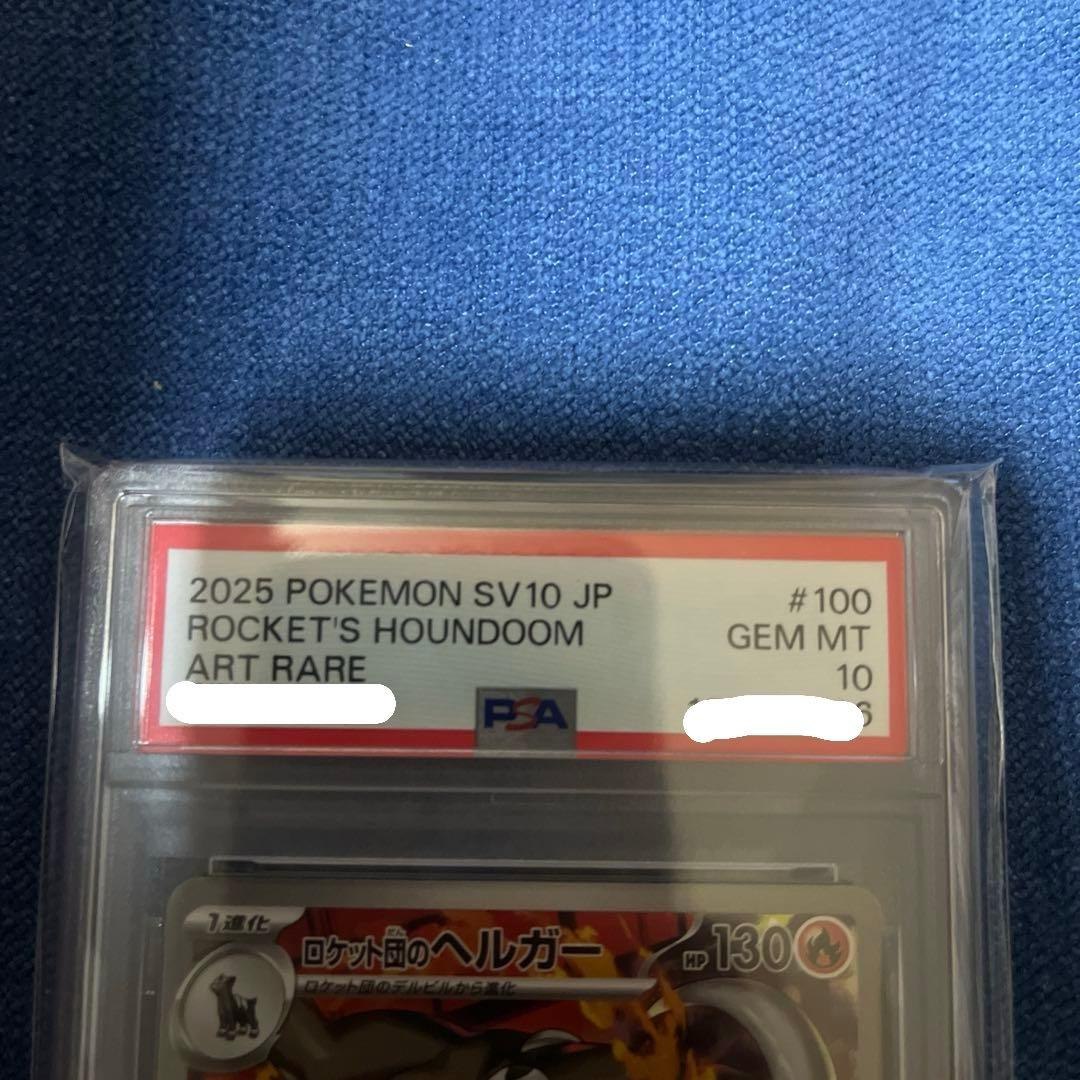 2025 POKEMON SV10 JP #100
ROCKET'S HOUNDOOM GEM MT
ART RARE 10
PSA
1進化
ロケット団のヘルガー HP 130
ロケット団のデルビルから進化